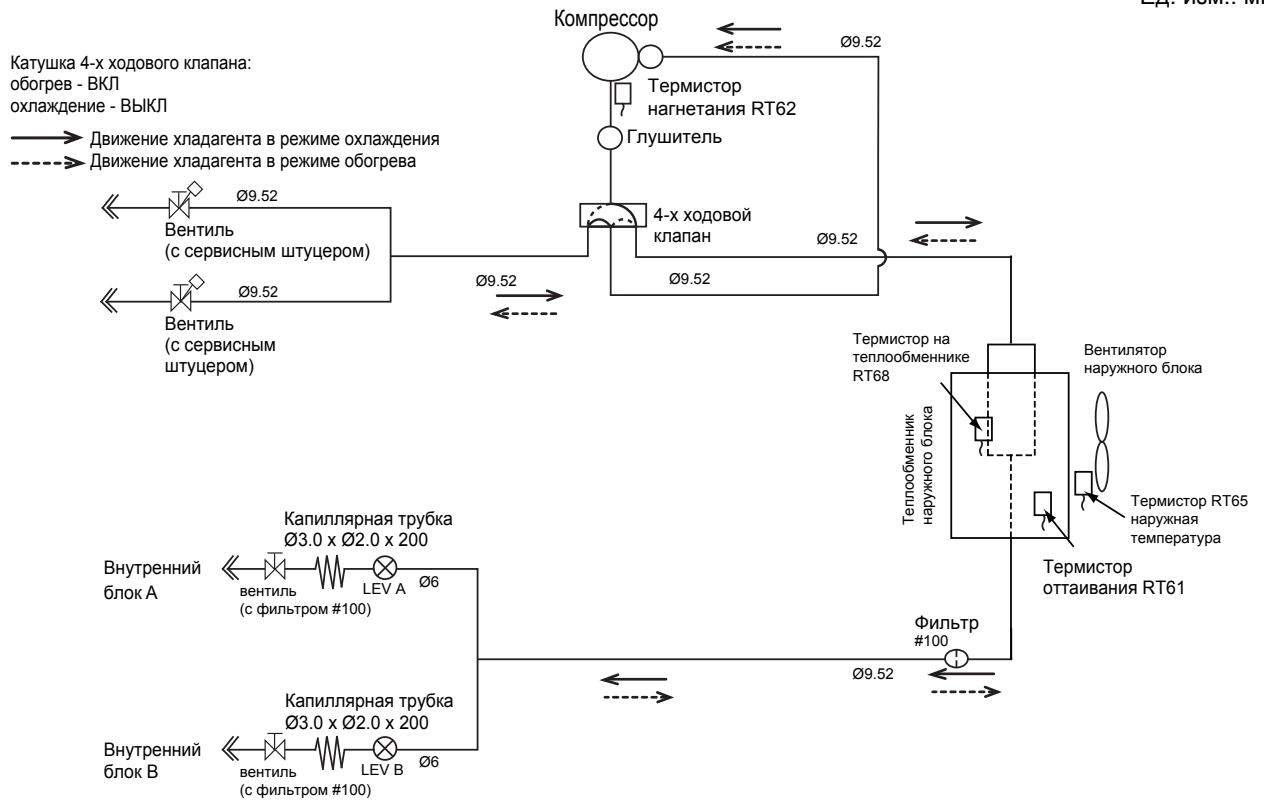 Ед. изм.:
Компрессор
Ø9.52
Катушка 4-х ходового клапана:
обогрев - ВКЛ
охлаждение - ВЫКЛ
Термистор
нагнетания RT62
Глушитель
Движение хладагента в режиме охлаждения
Движение хладагента в режиме обогрева
Ø9.52
Вентиль
(с сервисным штуцером)
4-х ходовой
клапан
Ø9.52
Ø9.52
Ø9.52
Ø9.52
Вентиль
(с сервисным
штуцером)
Термистор на
теплообменнике
RT68
Вентилятор
наружного блока
Теплообменник
наружного блока
Термистор RT65
наружная
температура
Термистор
оттаивания RT61
Капиллярная трубка
Ø3.0 x Ø2.0 x 200
Внутренний
блок A
вентиль
(с фильтром #100)
LEV A
Ø6
Фильтр
#100
Ø9.52
Капиллярная трубка
Ø3.0 x Ø2.0 x 200
Внутренний
блок B
вентиль
(с фильтром #100)
LEV B
Ø6